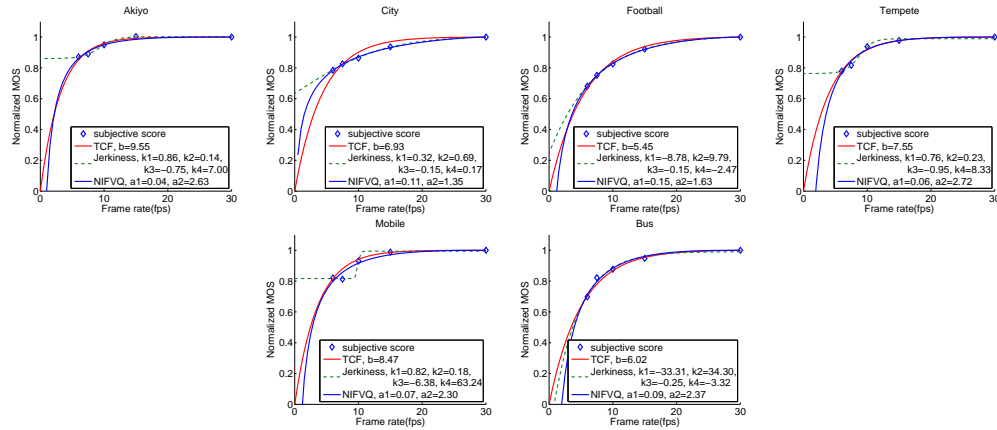 Akiyo
1
0.8
0.6
0.4
0.2
0
Normalized MOS
subjective score
TCF, b=9.55
Jerkiness, k1=0.86, k2=0.14,
k3=−0.75, k4=7.00
NIFVQ, a1=0.04, a2=2.63
0 10 20 30
Frame rate(fps)
City
1
0.8
0.6
0.4
0.2
0
Normalized MOS
subjective score
TCF, b=6.93
Jerkiness, k1=0.32, k2=0.69,
k3=−0.15, k4=0.17
NIFVQ, a1=0.11, a2=1.35
0 10 20 30
Frame rate(fps)
Football
1
0.8
0.6
0.4
0.2
0
Normalized MOS
subjective score
TCF, b=5.45
Jerkiness, k1=−8.78, k2=9.79,
k3=−0.15, k4=−2.47
NIFVQ, a1=0.15, a2=1.63
0 10 20 30
Frame rate(fps)
Tempete
1
0.8
0.6
0.4
0.2
0
Normalized MOS
subjective score
TCF, b=7.55
Jerkiness, k1=0.76, k2=0.23,
k3=−0.95, k4=8.33
NIFVQ, a1=0.06, a2=2.72
0 10 20 30
Frame rate(fps)
Mobile
1
0.8
0.6
0.4
0.2
0
Normalized MOS
subjective score
TCF, b=8.47
Jerkiness, k1=0.82, k2=0.18,
k3=−6.38, k4=63.24
NIFVQ, a1=0.07, a2=2.30
0 10 20 30
Frame rate(fps)
Bus
1
0.8
0.6
0.4
0.2
0
Normalized MOS
subjective score
TCF, b=6.02
Jerkiness, k1=−33.31, k2=34.30,
k3=−0.25, k4=−3.32
NIFVQ, a1=0.09, a2=2.37
0 10 20 30
Frame rate(fps)